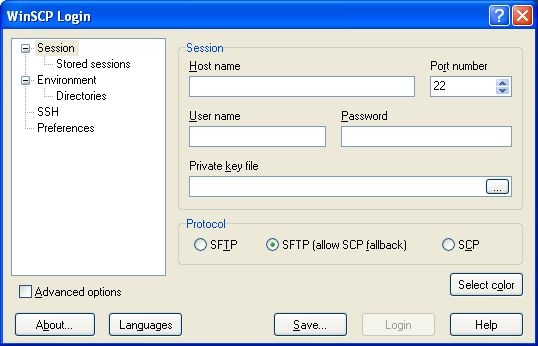 WinSCP Login
Session
Stored sessions
Environment
Directories
SSH
Preferences
Advanced options
Session
Host name
Port number
22
User name
Password
Private key file
...
Protocol
SFTP
SFTP (allow SCP fallback)
SCP
Select color
About...
Languages
Save...
Login
Help